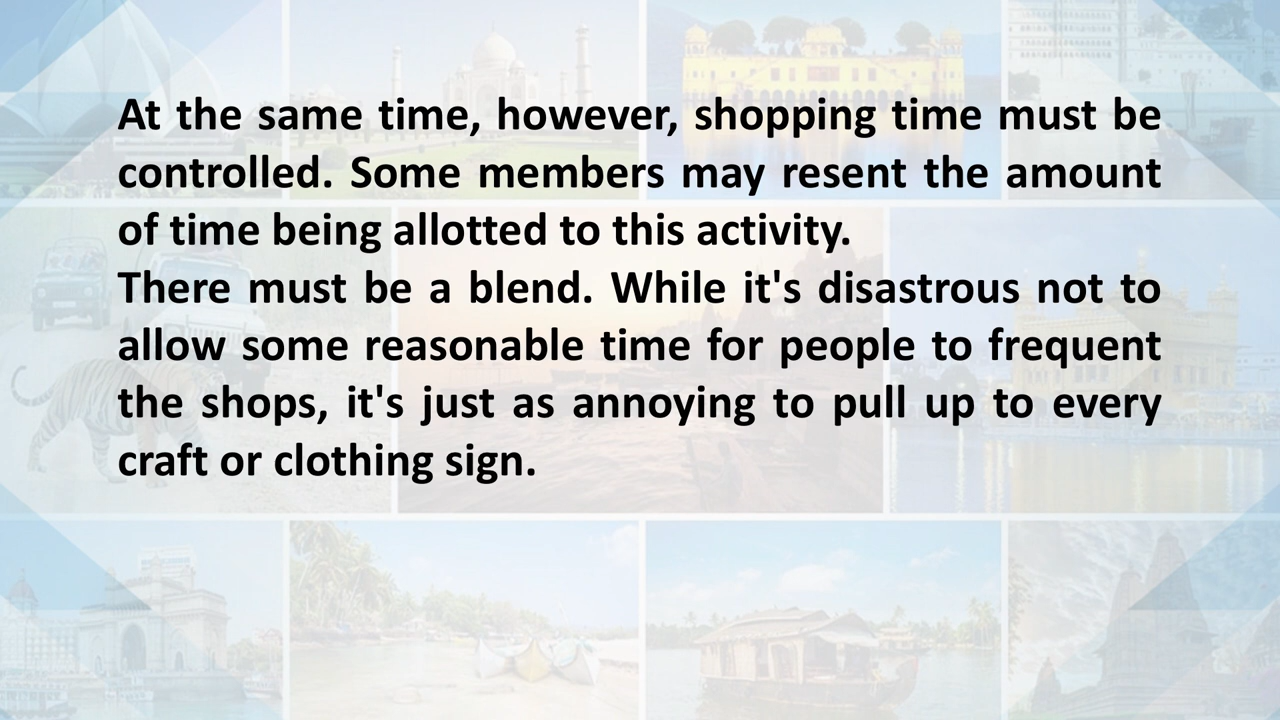 At the same time, however, shopping time must be
controlled. Some members may resent the amount
of time being allotted to this activity.
There must be a blend. While it's disastrous not to
allow some reasonable time for people to frequent
the shops, it's just as annoying to pull up to every
craft or clothing sign.